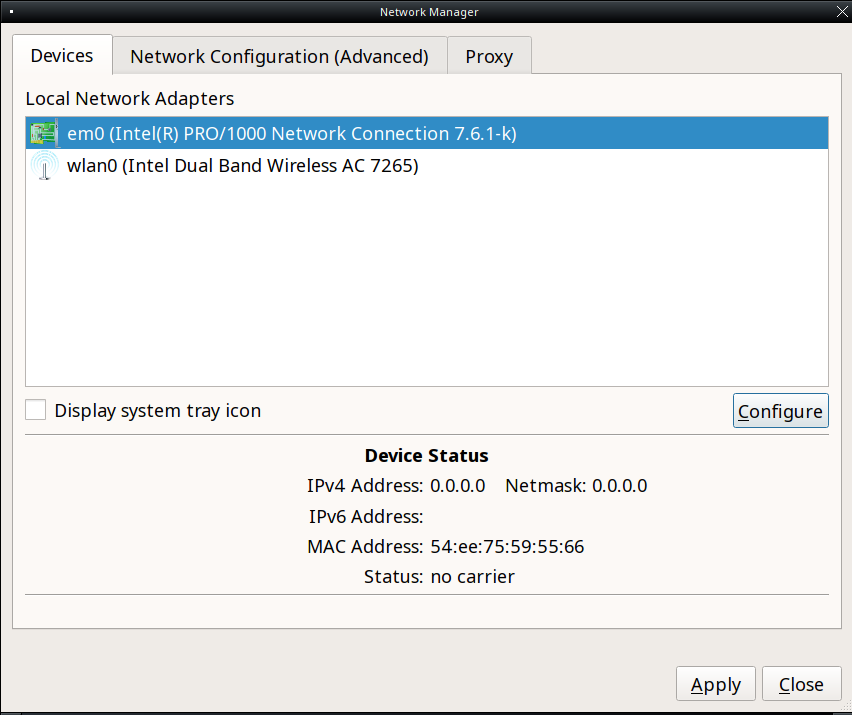 Network Manager
Devices Network Configuration (Advanced) Proxy
Local Network Adapters
em0 (Intel(R) PRO/1000 Network Connection 7.6.1-k)
wlan0 (Intel Dual Band Wireless AC 7265)
Display system tray icon Configure
Device Status
IPv4 Address: 0.0.0.0 Netmask: 0.0.0.0
IPv6 Address:
MAC Address: 54:ee:75:59:55:66
Status: no carrier
Apply Close